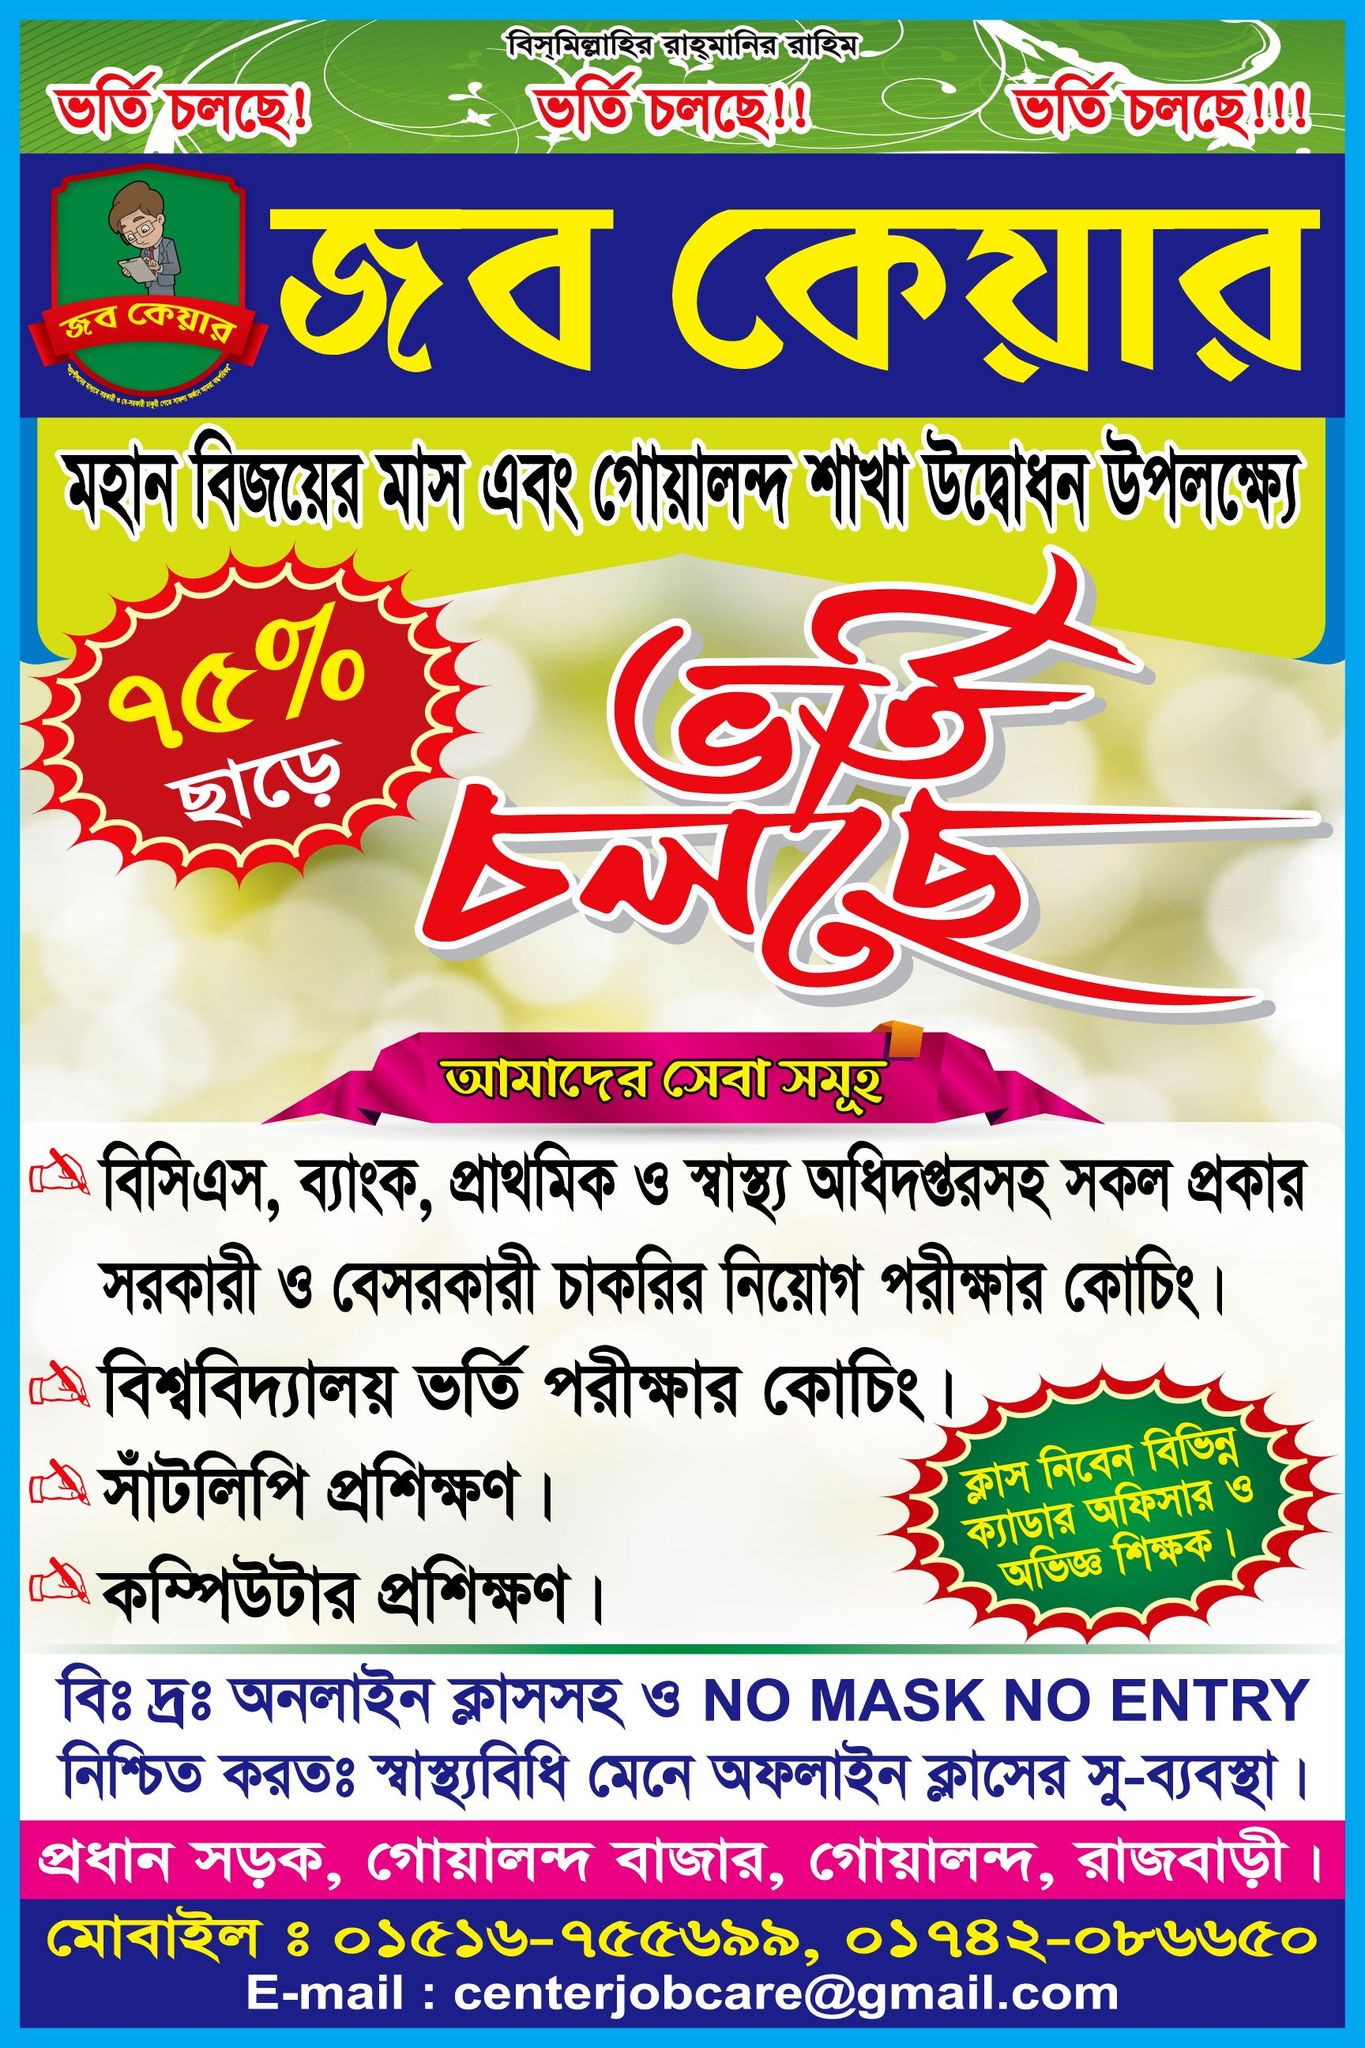 বিস্‌মিল্লাহির রাহ্‌মানির রাহিম
ভর্তি চলছে! ভর্তি চলছে!! ভর্তি চলছে!!!
জব কেয়ার
জব কেয়ার
মহান বিজয়ের মাস এবং গোয়ালন্দ শাখা উদ্বোধন উপলক্ষ্যে
৭৫%
ছাড়ে
ভর্তি
চলছে
আমাদের সেবা সমূহ
বিসিএস, ব্যাংক, প্রাথমিক ও স্বাস্থ্য অধিদপ্তরসহ সকল প্রকার
সরকারী ও বেসরকারী চাকরির নিয়োগ পরীক্ষার কোচিং।
বিশ্ববিদ্যালয় ভর্তি পরীক্ষার কোচিং।
সাঁটলিপি প্রশিক্ষণ।
কম্পিউটার প্রশিক্ষণ।
ক্লাস নিবেন বিভিন্ন
ক্যাডার অফিসার ও
অভিজ্ঞ শিক্ষক।
বিঃ দ্রঃ অনলাইন ক্লাসসহ ও NO MASK NO ENTRY
নিশ্চিত করতঃ স্বাস্থ্যবিধি মেনে অফলাইন ক্লাসের সু-ব্যবস্থা।
প্রধান সড়ক, গোয়ালন্দ বাজার, গোয়ালন্দ, রাজবাড়ী।
মোবাইল ঃ ০১৫১৬-৭৫৫৬৯৯, ০১৭৪২-০৮৬৬৫০
E-mail : centerjobcare@gmail.com